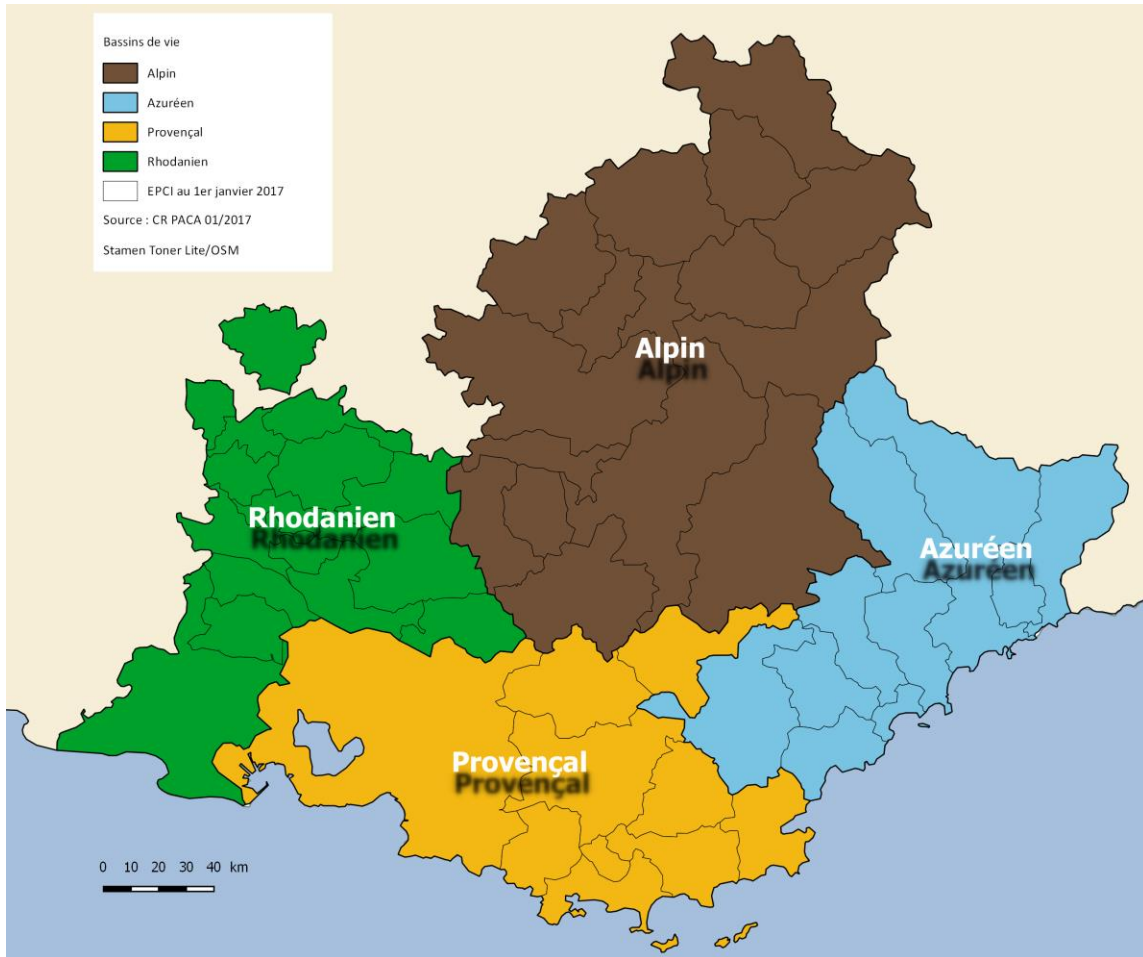 Bassins de vie
Alpin
Azuréen
Provençal
Rhodanien
EPCI au 1er janvier 2017
Source : CR PACA 01/2017
Stamen Toner Lite/OSM
Alpin
Rhodanien
Azuréen
Provençal
0 10 20 30 40 km